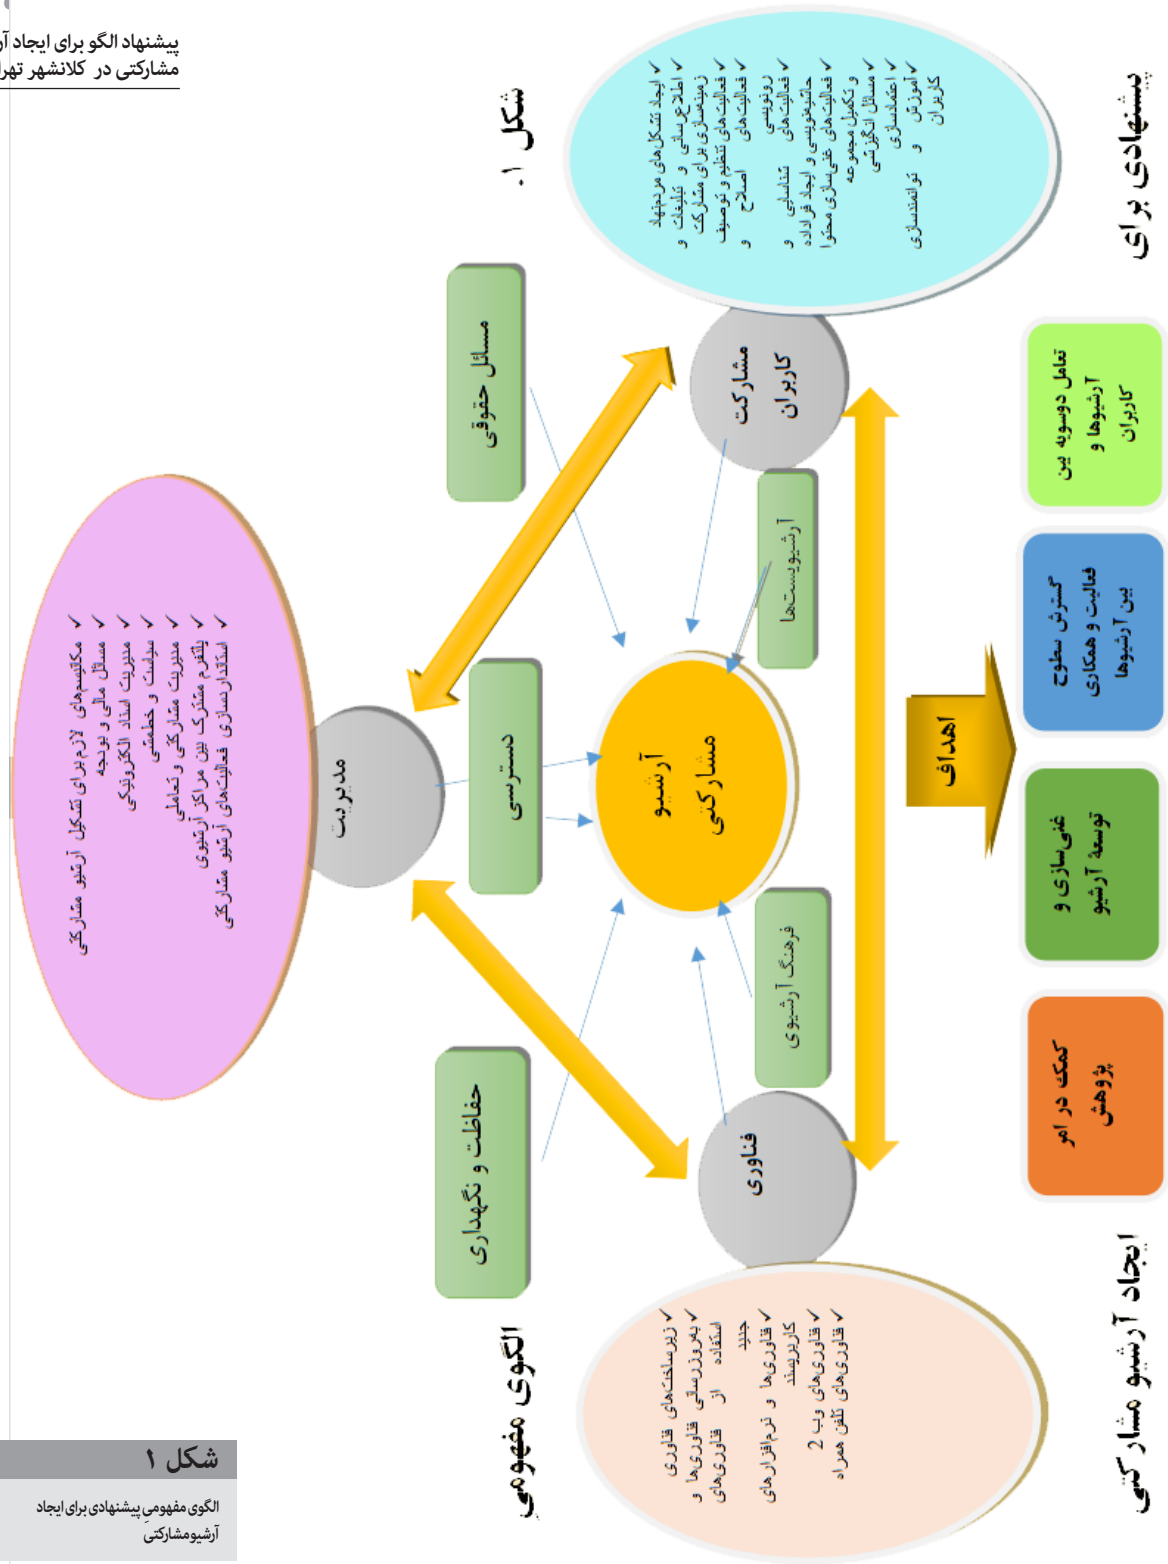 پیشنهاد الگو برای ایجاد
مشارکتی در کلانشهر
شکل ۱.
الگوی مفهومی
پیشنهادی برای
ایجاد آرشیو مشارکتی
✓ مکانسم‌های لازم برای تشکیل آرشیو مشارکتی
✓ مسائل مالی و بودجه
✓ مدیریت اسناد الکترونیکی
✓ سیاست و خطمشی
✓ مدیریت مشارکتی و تعاملی
✓ پلتفرم مشترک بین مراکز آرشیوی
✓ استانداردسازی فعالیت‌های آرشیو مشارکتی
مدیریت
مسائل حقوقی
دسترسی
حفاظت و نگهداری
آرشیو
مشارکتی
آرشیویست‌ها
فرهنگ آرشیوی
مشارکت
کاربران
✓ ایجاد تشکل‌های مردم‌نهاد
✓ اطلاع‌رسانی و تبلیغات و
زمینه‌سازی برای مشارکت
✓ فعالیت‌های تنظیم و توصیف
✓ فعالیت‌های اصلاح و
رونویسی
✓ فعالیت‌های شناسایی و
حاشیه‌نویسی و ایجاد فراداده
✓ فعالیت‌های غنی‌سازی محتوا
و تکمیل مجموعه
✓ مسائل انگیزشی
✓ اعتمادسازی
✓ آموزش و توانمندسازی
کاربران
فناوری
✓ زیرساخت‌های فناوری
✓ به‌روزرسانی فناوری‌ها و
استفاده از فناوری‌های
جدید
✓ فناوری‌ها و نرم‌افزارهای
کاربرپسند
✓ فناوری‌های وب 2
✓ فناوری‌های تلفن همراه
اهداف
تعامل دوسویه بین
آرشیوها و
کاربران
گسترش سطوح
فعالیت و همکاری
بین آرشیوها
غنی‌سازی و
توسعهٔ آرشیو
کمک در امر
پژوهش
شکل ۱
الگوی مفهومیِ پیشنهادی برای ایجاد
آرشیو مشارکتی